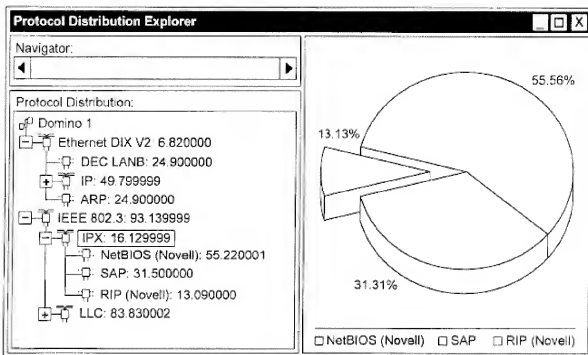 Protocol Distribution Explorer
Navigator:
Protocol Distribution:
Domino 1
Ethernet DIX V2 6.820000
DEC LANB: 24.900000
IP: 49.799999
ARP: 24.900000
IEEE 802.3: 93.139999
IPX: 16.129999
NetBIOS (Novell): 55.220001
SAP: 31.500000
RIP (Novell): 13.090000
LLC: 83.830002
55.56%
13.13%
31.31%
NetBIOS (Novell) SAP RIP (Novell)